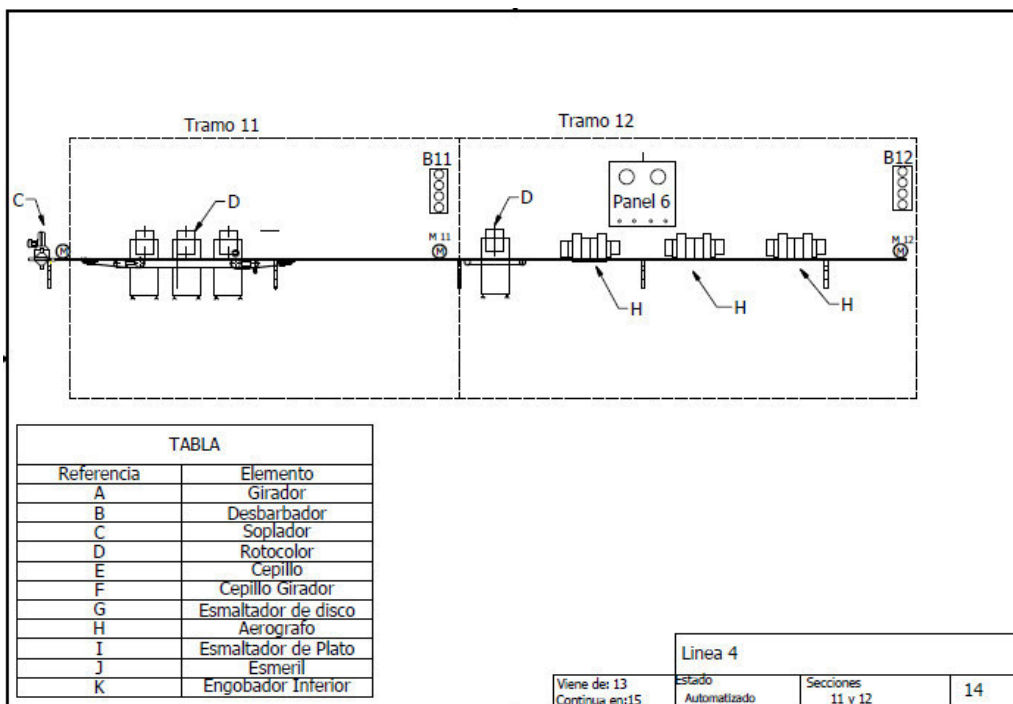 Tramo 11
Tramo 12
B11
B12
C
D
D
Panel 6
M 11
M 12
M
M
M
H
H
H
TABLA
Referencia Elemento
A Girador
B Desbarbador
C Soplador
D Rotocolor
E Cepillo
F Cepillo Girador
G Esmaltador de disco
H Aerografo
I Esmaltador de Plato
J Esmeril
K Engobador Inferior
Linea 4
Viene de: 13
Continua en:15
Estado
Automatizado
Secciones
11 y 12
14